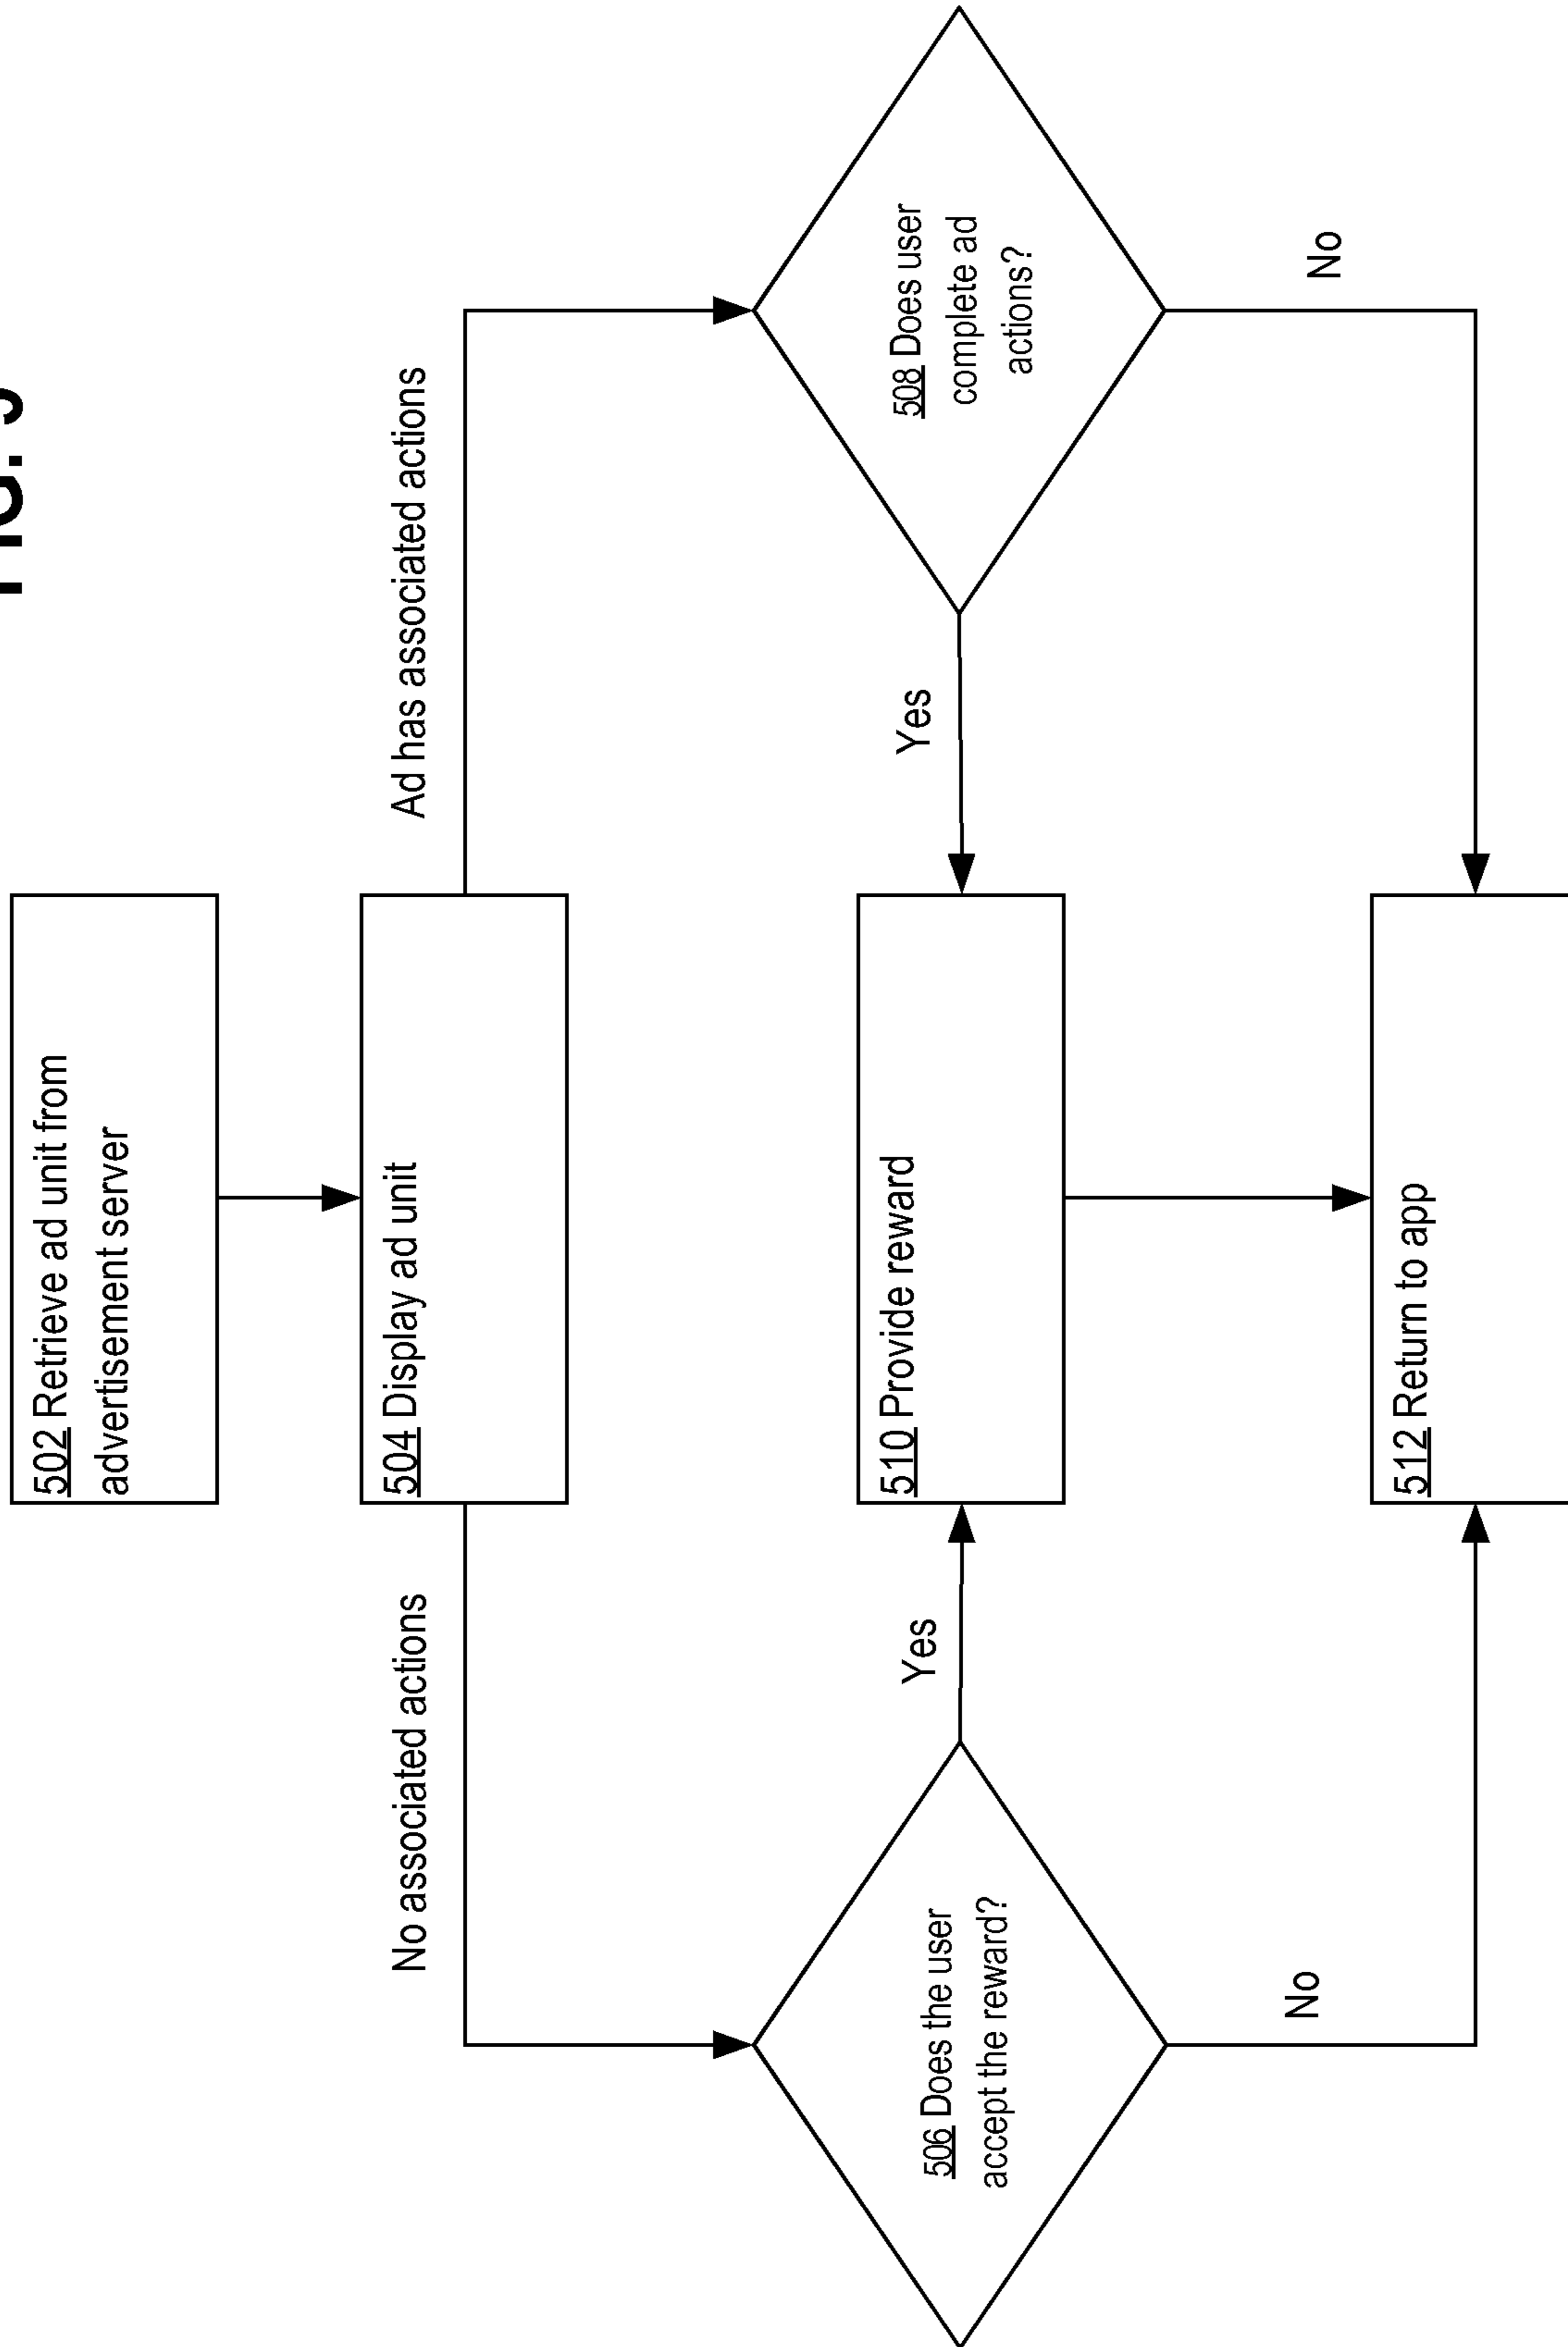 502 Retrieve ad unit from
advertisement server
504 Display ad unit
No associated actions
Ad has associated actions
506 Does the user
accept the reward?
Yes
510 Provide reward
Yes
508 Does user
complete ad
actions?
No
512 Return to app
No